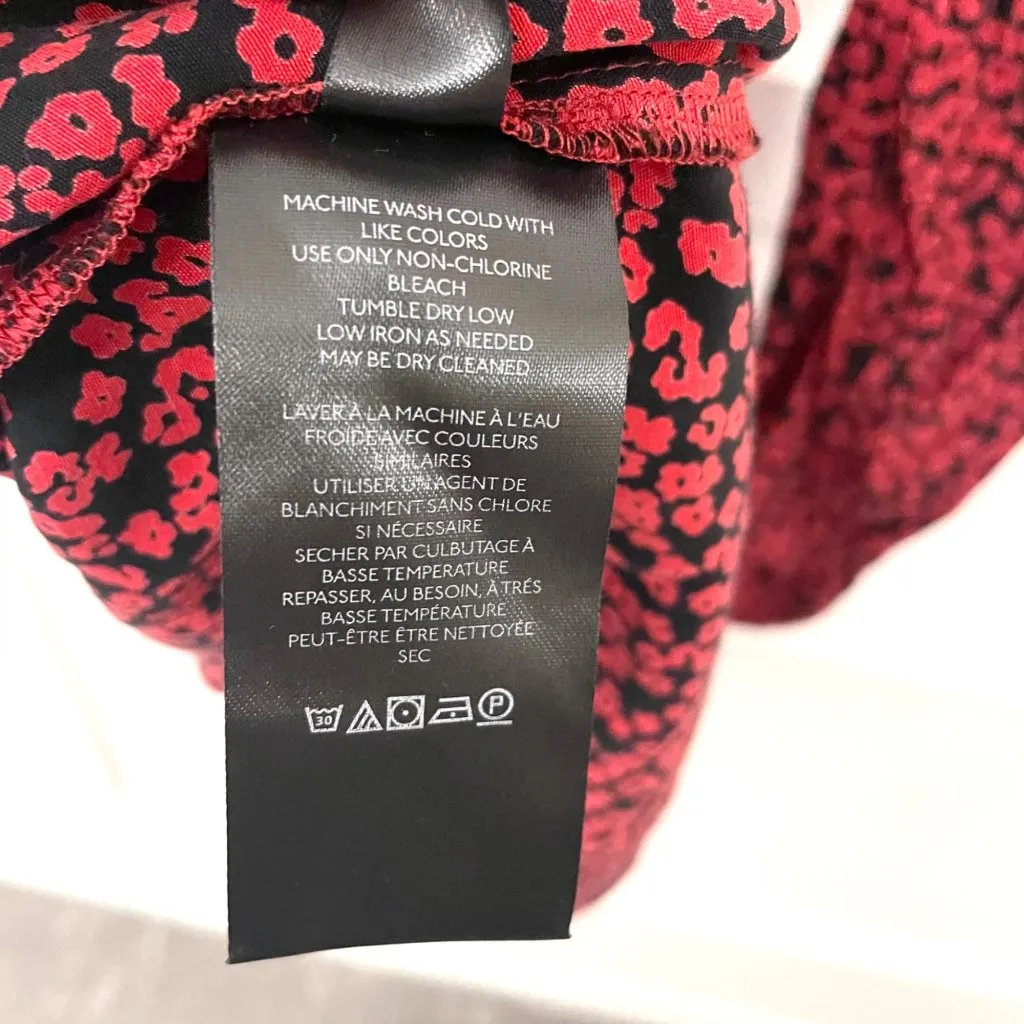 MACHINE WASH COLD WITH
LIKE COLORS
USE ONLY NON-CHLORINE
BLEACH
TUMBLE DRY LOW
LOW IRON AS NEEDED
MAY BE DRY CLEANED
LAVER À LA MACHINE À L'EAU
FROIDE AVEC COULEURS
SIMILAIRES
UTILISER UN AGENT DE
BLANCHIMENT SANS CHLORE
SI NÉCESSAIRE
SECHER PAR CULBUTAGE À
BASSE TEMPERATURE
REPASSER, AU BESOIN, À TRÉS
BASSE TEMPÉRATURE
PEUT-ÊTRE ÊTRE NETTOYÉE
SEC
30 P